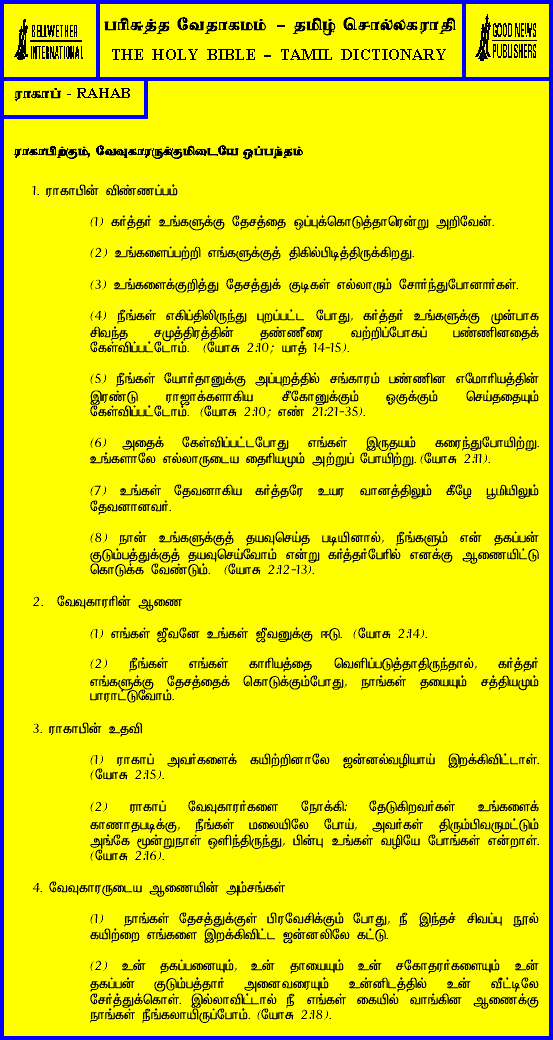 BELLWETHER
INTERNATIONAL
பரிசுத்த வேதாகமம் – தமிழ் சொல்லகராதி
THE HOLY BIBLE – TAMIL DICTIONARY
GOOD NEWS
PUBLISHERS
ராகாப் - RAHAB
ராகாபிற்கும், வேவுகாரருக்குமிடையே ஒப்பந்தம்
1. ராகாபின் விண்ணப்பம்
(1) கர்த்தர் உங்களுக்கு தேசத்தை ஒப்புக்கொடுத்தாரென்று அறிவேன்.
(2) உங்களைப்பற்றி எங்களுக்குத் திகில்பிடித்திருக்கிறது.
(3) உங்களைக்குறித்து தேசத்துக் குடிகள் எல்லாரும் சோர்ந்துபோனார்கள்.
(4) நீங்கள் எகிப்திலிருந்து புறப்பட்ட போது, கர்த்தர் உங்களுக்கு முன்பாக
சிவந்த சமுத்திரத்தின் தண்ணீரை வற்றிப்போகப் பண்ணினதைக்
கேள்விப்பட்டோம். (யோசு 2:10; யாத் 14-15).
(5) நீங்கள் யோர்தானுக்கு அப்புறத்தில் சங்காரம் பண்ணின எமோரியத்தின்
இரண்டு ராஜாக்களாகிய சீகோனுக்கும் ஓகுக்கும் செய்ததையும்
கேள்விப்பட்டோம். (யோசு 2:10; எண் 21:21-35).
(6) அதைக் கேள்விப்பட்டபோது எங்கள் இருதயம் கரைந்துபோயிற்று.
உங்களாலே எல்லாருடைய தைரியமும் அற்றுப் போயிற்று. (யோசு 2:11).
(7) உங்கள் தேவனாகிய கர்த்தரே உயர வானத்திலும் கீழே பூமியிலும்
தேவனானவர்.
(8) நான் உங்களுக்குத் தயவுசெய்த படியினால், நீங்களும் என் தகப்பன்
குடும்பத்துக்குத் தயவுசெய்வோம் என்று கர்த்தர்பேரில் எனக்கு ஆணையிட்டு
கொடுக்க வேண்டும். (யோசு 2:12-13).
2. வேவுகாரரின் ஆணை
(1) எங்கள் ஜீவனே உங்கள் ஜீவனுக்கு ஈடு. (யோசு 2:14).
(2) நீங்கள் எங்கள் காரியத்தை வெளிப்படுத்தாதிருந்தால், கர்த்தர்
எங்களுக்கு தேசத்தைக் கொடுக்கும்போது, நாங்கள் தயையும் சத்தியமும்
பாராட்டுவோம்.
3. ராகாபின் உதவி
(1) ராகாப் அவர்களைக் கயிற்றினாலே ஜன்னல்வழியாய் இறக்கிவிட்டாள்.
(யோசு 2:15).
(2) ராகாப் வேவுகாரர்களை நோக்கி: தேடுகிறவர்கள் உங்களைக்
காணாதபடிக்கு, நீங்கள் மலையிலே போய், அவர்கள் திரும்பிவருமட்டும்
அங்கே மூன்றுநாள் ஒளிந்திருந்து, பின்பு உங்கள் வழியே போங்கள் என்றாள்.
(யோசு 2:16).
4. வேவுகாரருடைய ஆணையின் அம்சங்கள்
(1) நாங்கள் தேசத்துக்குள் பிரவேசிக்கும் போது, நீ இந்தச் சிவப்பு நூல்
கயிற்றை எங்களை இறக்கிவிட்ட ஜன்னலிலே கட்டு.
(2) உன் தகப்பனையும், உன் தாயையும் உன் சகோதரர்களையும் உன்
தகப்பன் குடும்பத்தார் அனைவரையும் உன்னிடத்தில் உன் வீட்டிலே
சேர்த்துக்கொள். இல்லாவிட்டால் நீ எங்கள் கையில் வாங்கின ஆணைக்கு
நாங்கள் நீங்கலாயிருப்போம். (யோசு 2:18).